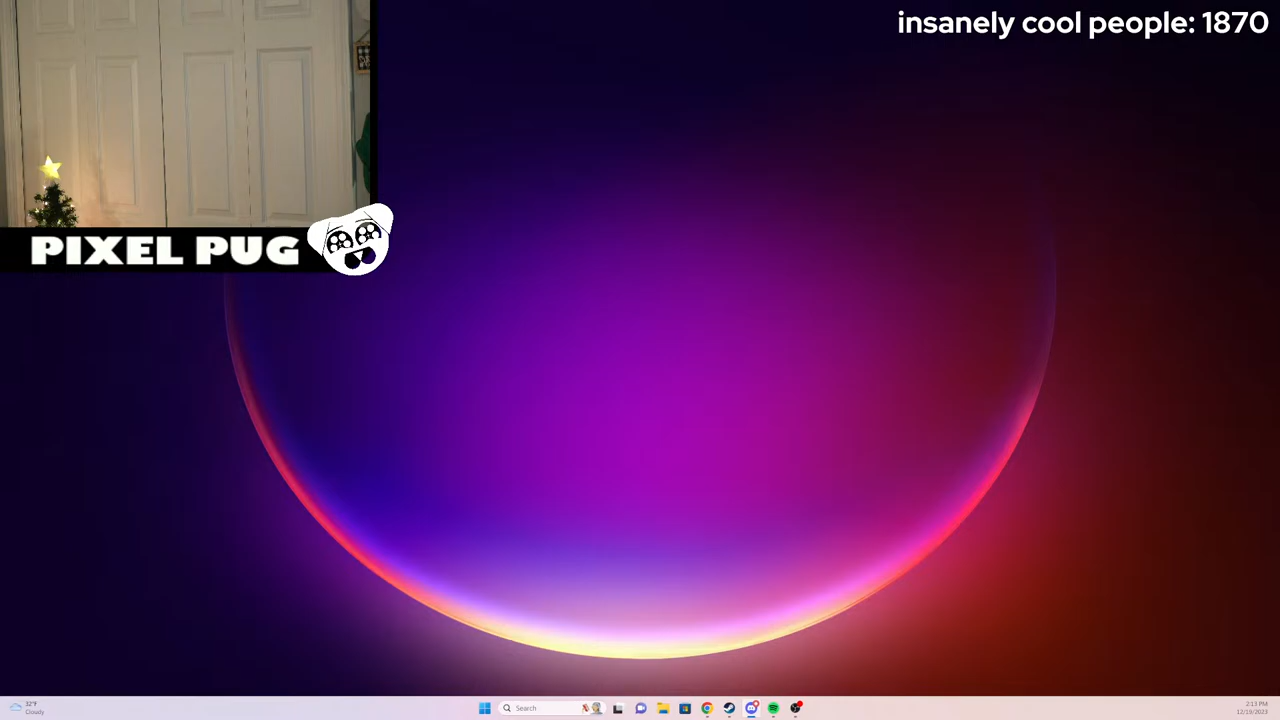 insanely cool people: 1870
PIXEL PUG
32°F
Cloudy
Search
2:13 PM
12/19/2023